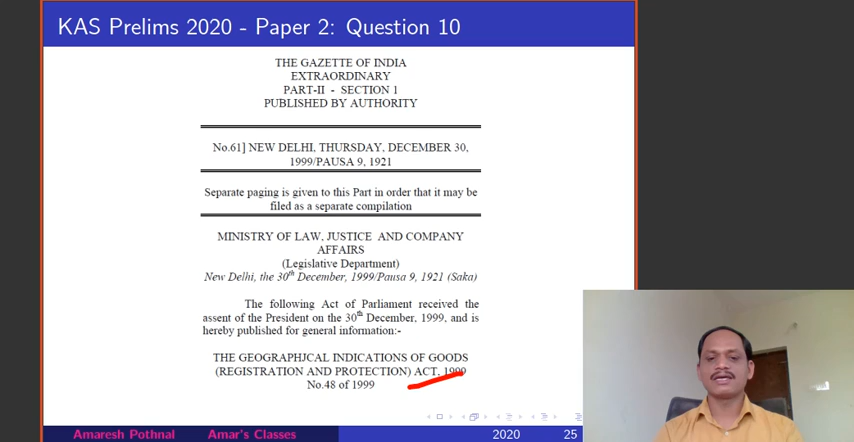 KAS Prelims 2020 - Paper 2: Question 10
THE GAZETTE OF INDIA
EXTRAORDINARY
PART-II - SECTION 1
PUBLISHED BY AUTHORITY
No.61] NEW DELHI, THURSDAY, DECEMBER 30,
1999/PAUSA 9, 1921
Separate paging is given to this Part in order that it may be
filed as a separate compilation
MINISTRY OF LAW, JUSTICE AND COMPANY
AFFAIRS
(Legislative Department)
New Delhi, the 30th December, 1999/Pausa 9, 1921 (Saka)
The following Act of Parliament received the
assent of the President on the 30th December, 1999, and is
hereby published for general information:-
THE GEOGRAPHJCAL INDICATIONS OF GOODS
(REGISTRATION AND PROTECTION) ACT, 1999
No.48 of 1999
Amaresh Pothnal Amar's Classes 2020 25